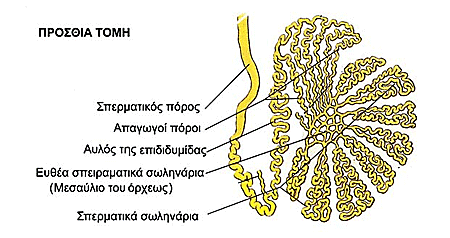 ΠΡΟΣΘΙΑ ΤΟΜΗ
Σπερματικός πόρος
Απαγωγοί πόροι
Αυλός της επιδιδυμίδας
Ευθέα σπειραματικά σωληνάρια
(Μεσαύλιο του όρχεως)
Σπερματικά σωληνάρια